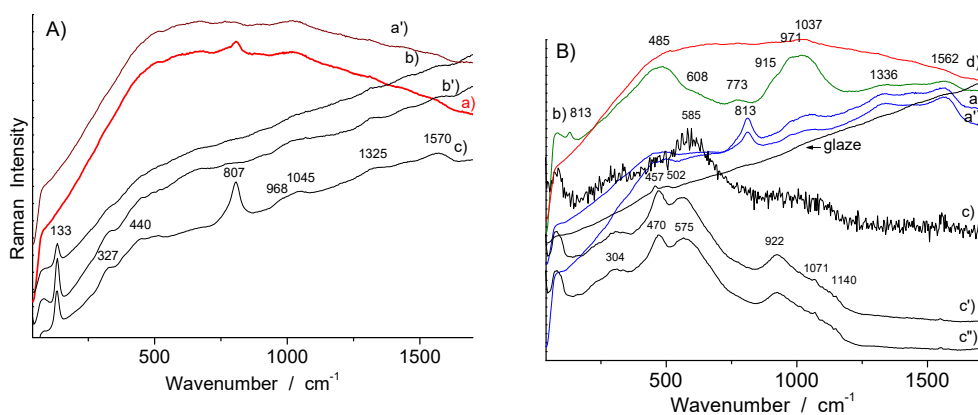 A)
a')
b)
b')
a)
c)
133
327
440
807
968
1045
1325
1570
Raman Intensity
500
1000
1500
Wavenumber / cm-1
B)
1037
971
485
915
1562
608
773
1336
d)
b)
813
585
813
a)
a')
glaze
457
502
c)
470
575
304
922
1071
1140
c')
c'')
500
1000
1500
Wavenumber / cm-1